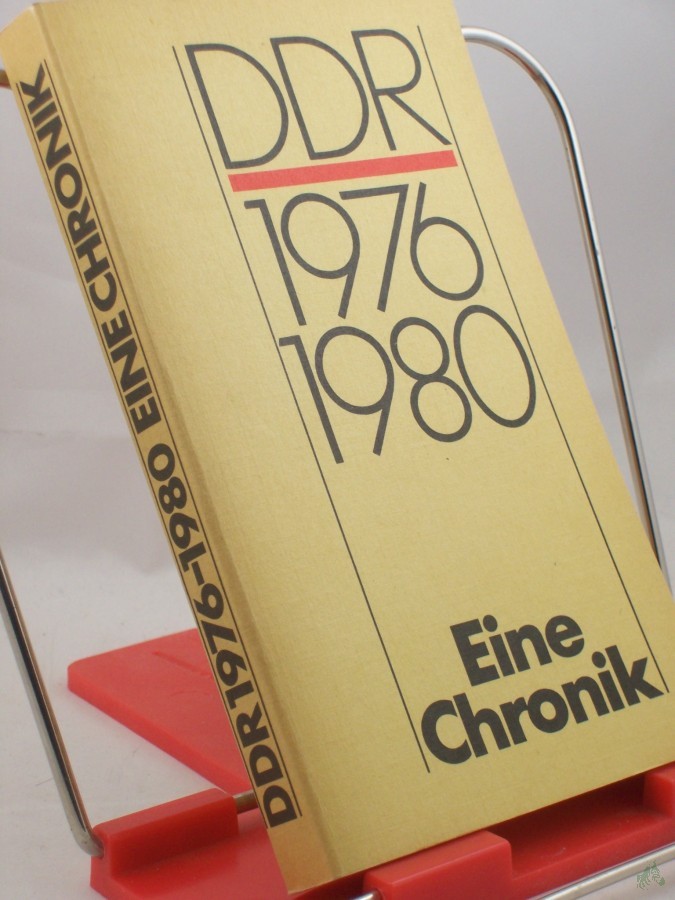 DDR
1976
1980
Eine
Chronik
DDR 1976-1980 EINE CHRONIK